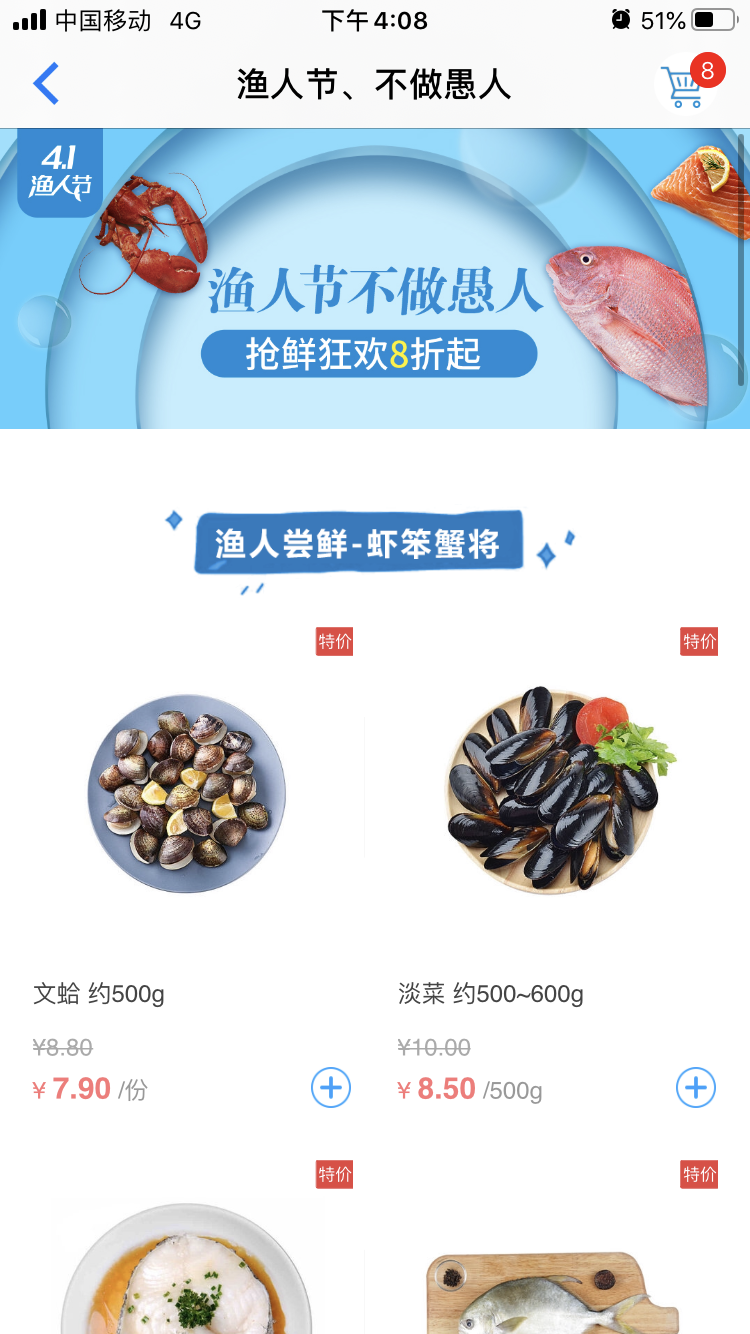 中国移动 4G 下午4:08 51%
渔人节、不做愚人
8
4.1
渔人节
渔人节不做愚人
抢鲜狂欢8折起
渔人尝鲜-虾笨蟹将
特价 特价
文蛤 约500g
¥8.80
¥ 7.90 /份
淡菜 约500~600g
¥10.00
¥ 8.50 /500g
特价 特价